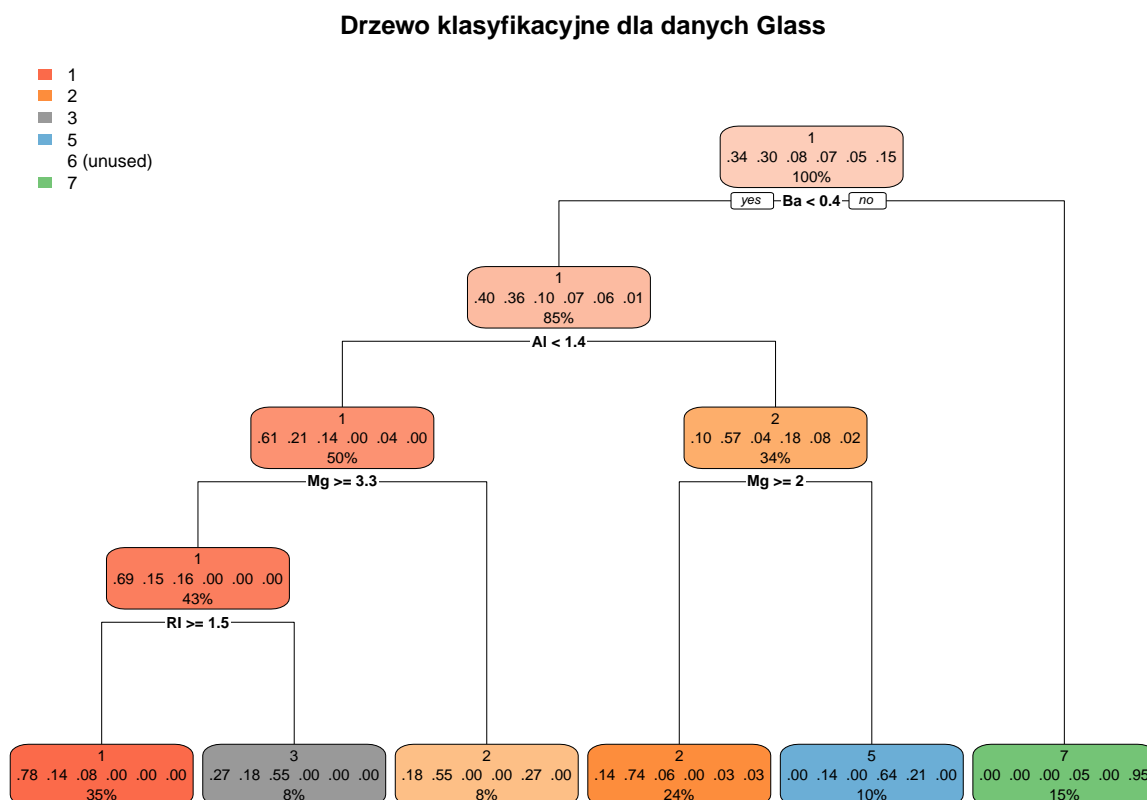 Drzewo klasyfikacyjne dla danych Glass
1
2
3
5
6 (unused)
7
1
.34 .30 .08 .07 .05 .15
100%
yes Ba < 0.4 no
1
.40 .36 .10 .07 .06 .01
85%
Al < 1.4
1
.61 .21 .14 .00 .04 .00
50%
Mg >= 3.3
2
.10 .57 .04 .18 .08 .02
34%
Mg >= 2
1
.69 .15 .16 .00 .00 .00
43%
RI >= 1.5
1
.78 .14 .08 .00 .00 .00
35%
3
.27 .18 .55 .00 .00 .00
8%
2
.18 .55 .00 .00 .27 .00
8%
2
.14 .74 .06 .00 .03 .03
24%
5
.00 .14 .00 .64 .21 .00
10%
7
.00 .00 .00 .05 .00 .95
15%